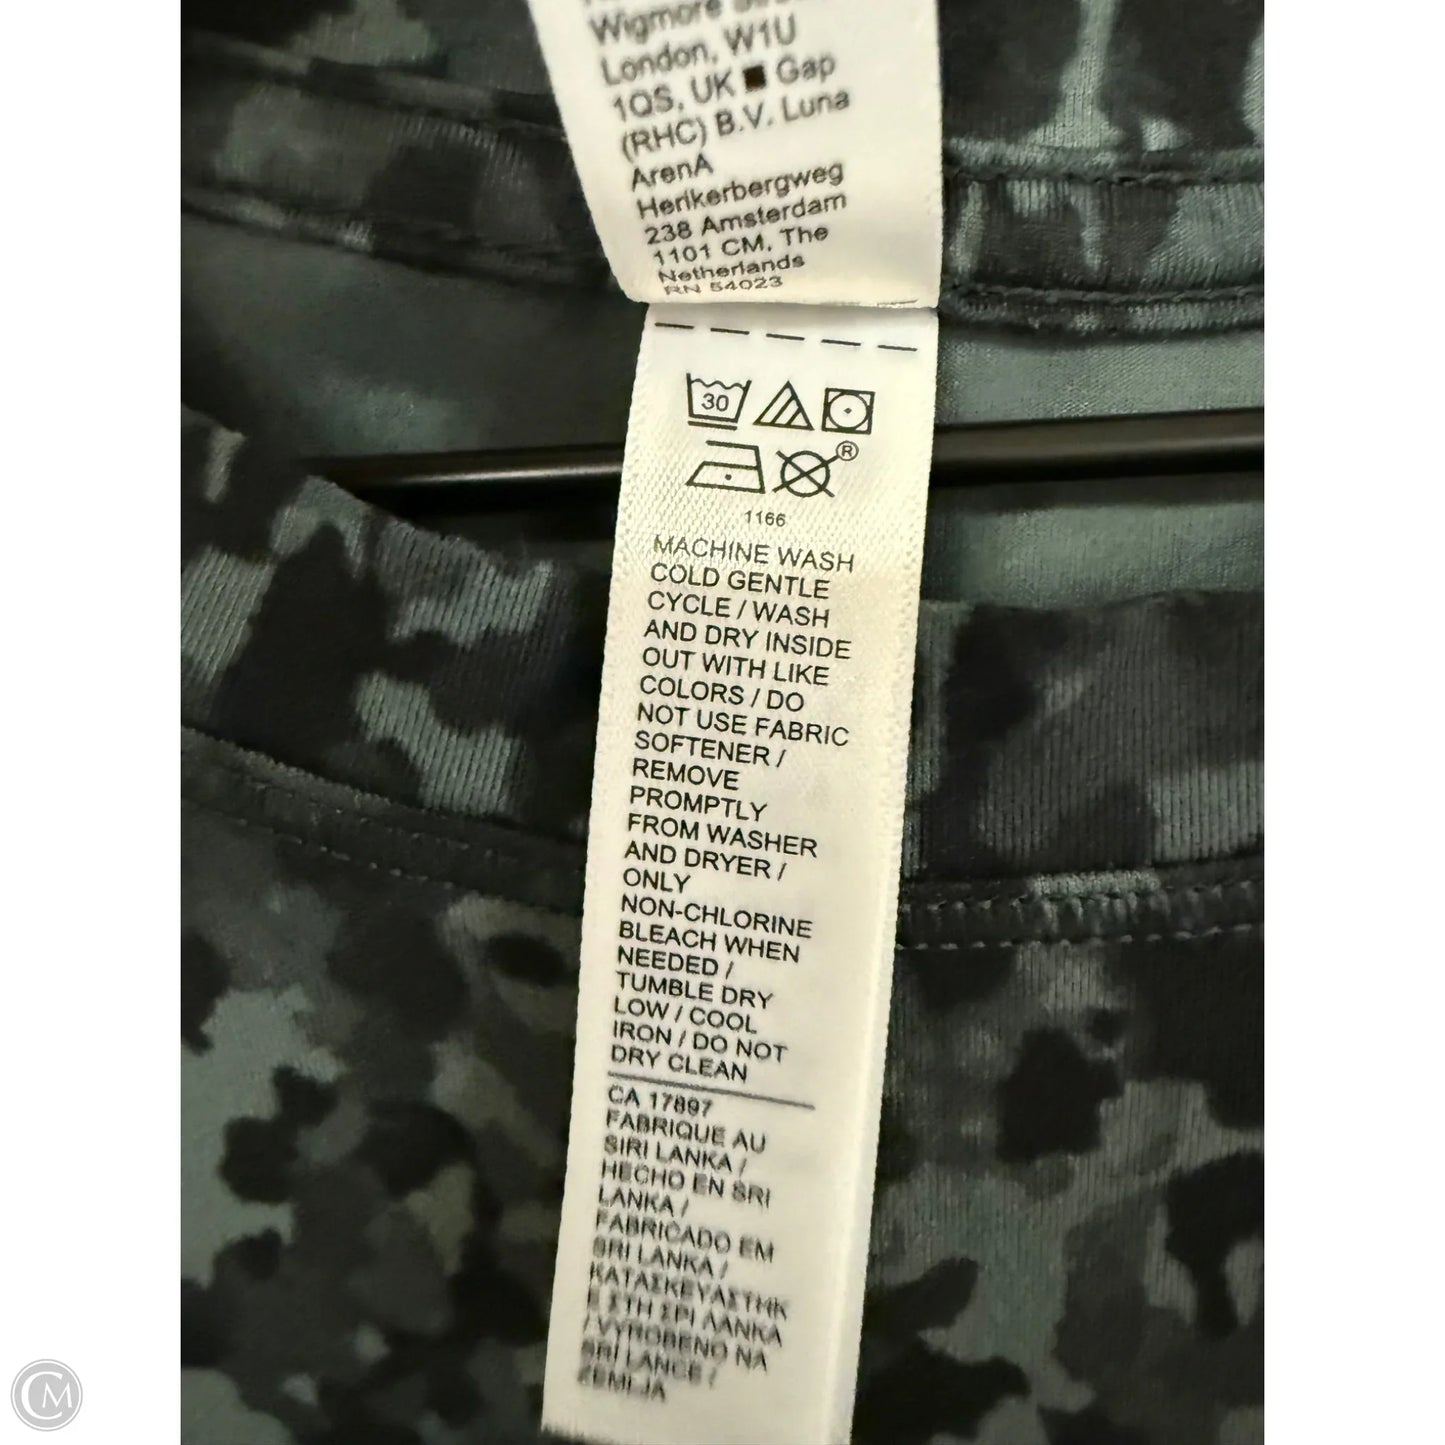 Wigmore
London, W1U
1QS, UK ■ Gap
(RHC) B.V. Luna
ArenA
Herikerbergweg
238 Amsterdam
1101 CM, The
Netherlands
RN 54023
30
®
1166
MACHINE WASH
COLD GENTLE
CYCLE / WASH
AND DRY INSIDE
OUT WITH LIKE
COLORS / DO
NOT USE FABRIC
SOFTENER /
REMOVE
PROMPTLY
FROM WASHER
AND DRYER /
ONLY
NON-CHLORINE
BLEACH WHEN
NEEDED /
TUMBLE DRY
LOW / COOL
IRON / DO NOT
DRY CLEAN
CA 17897
FABRIQUE AU
SRI LANKA /
HECHO EN SRI
LANKA /
FABRICADO EM
SRI LANKA /
ΚΑΤΑΣΚΕΥΑΣΤΗΚ
Ε ΣΤΗ ΣΡΙ ΛΑΝΚΑ
/ VYROBENO NA
SRÍ LANCE /
ZEMLJA
CM